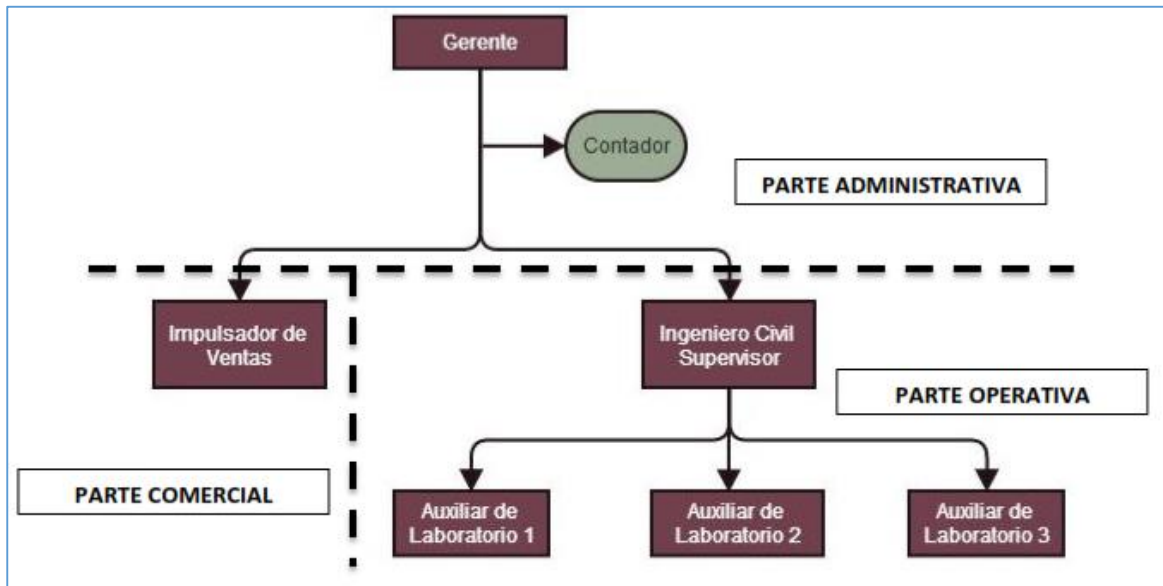 Gerente
Contador
PARTE ADMINISTRATIVA
Impulsador de
Ventas
Ingeniero Civil
Supervisor
PARTE OPERATIVA
PARTE COMERCIAL
Auxiliar de
Laboratorio 1
Auxiliar de
Laboratorio 2
Auxiliar de
Laboratorio 3